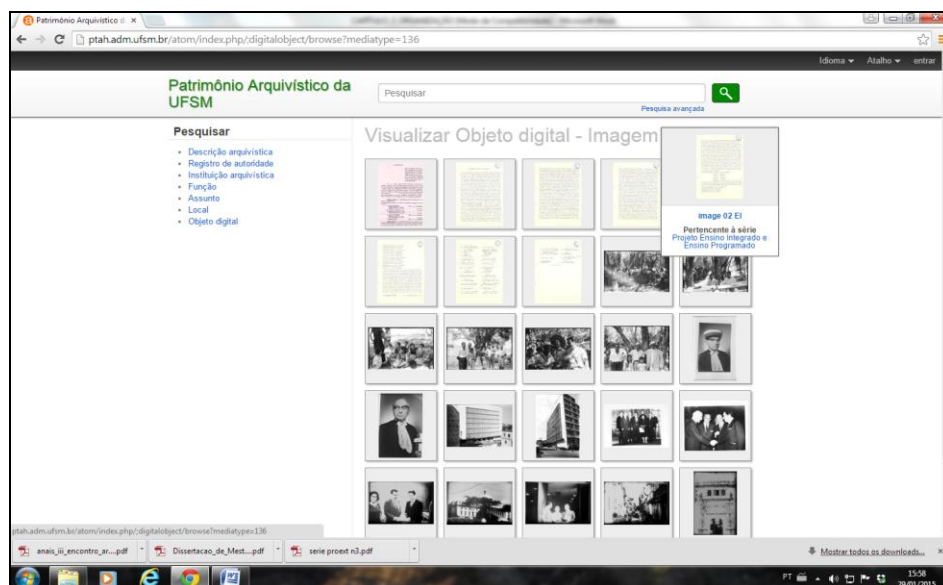 Patrimônio Arquivístico d
ptah.adm.ufsm.br/atom/index.php/;digitalobject/browse?mediatype=136
Idioma
Atalho
entrar
Patrimônio Arquivístico da
UFSM
Pesquisar
Pesquisa avançada
Pesquisar
Descrição arquivística
Registro de autoridade
Instituição arquivística
Função
Assunto
Local
Objeto digital
Visualizar Objeto digital - Imagem
image 02 EI
Pertencente à série
Projeto Ensino Integrado e
Ensino Programado
ptah.adm.ufsm.br/atom/index.php/;digitalobject/browse?mediatype=136
anais_iii_encontro_ar....pdf
Dissertacao_de_Mest....pdf
serie proext n3.pdf
Mostrar todos os downloads...
PT
15:58
29/01/2015